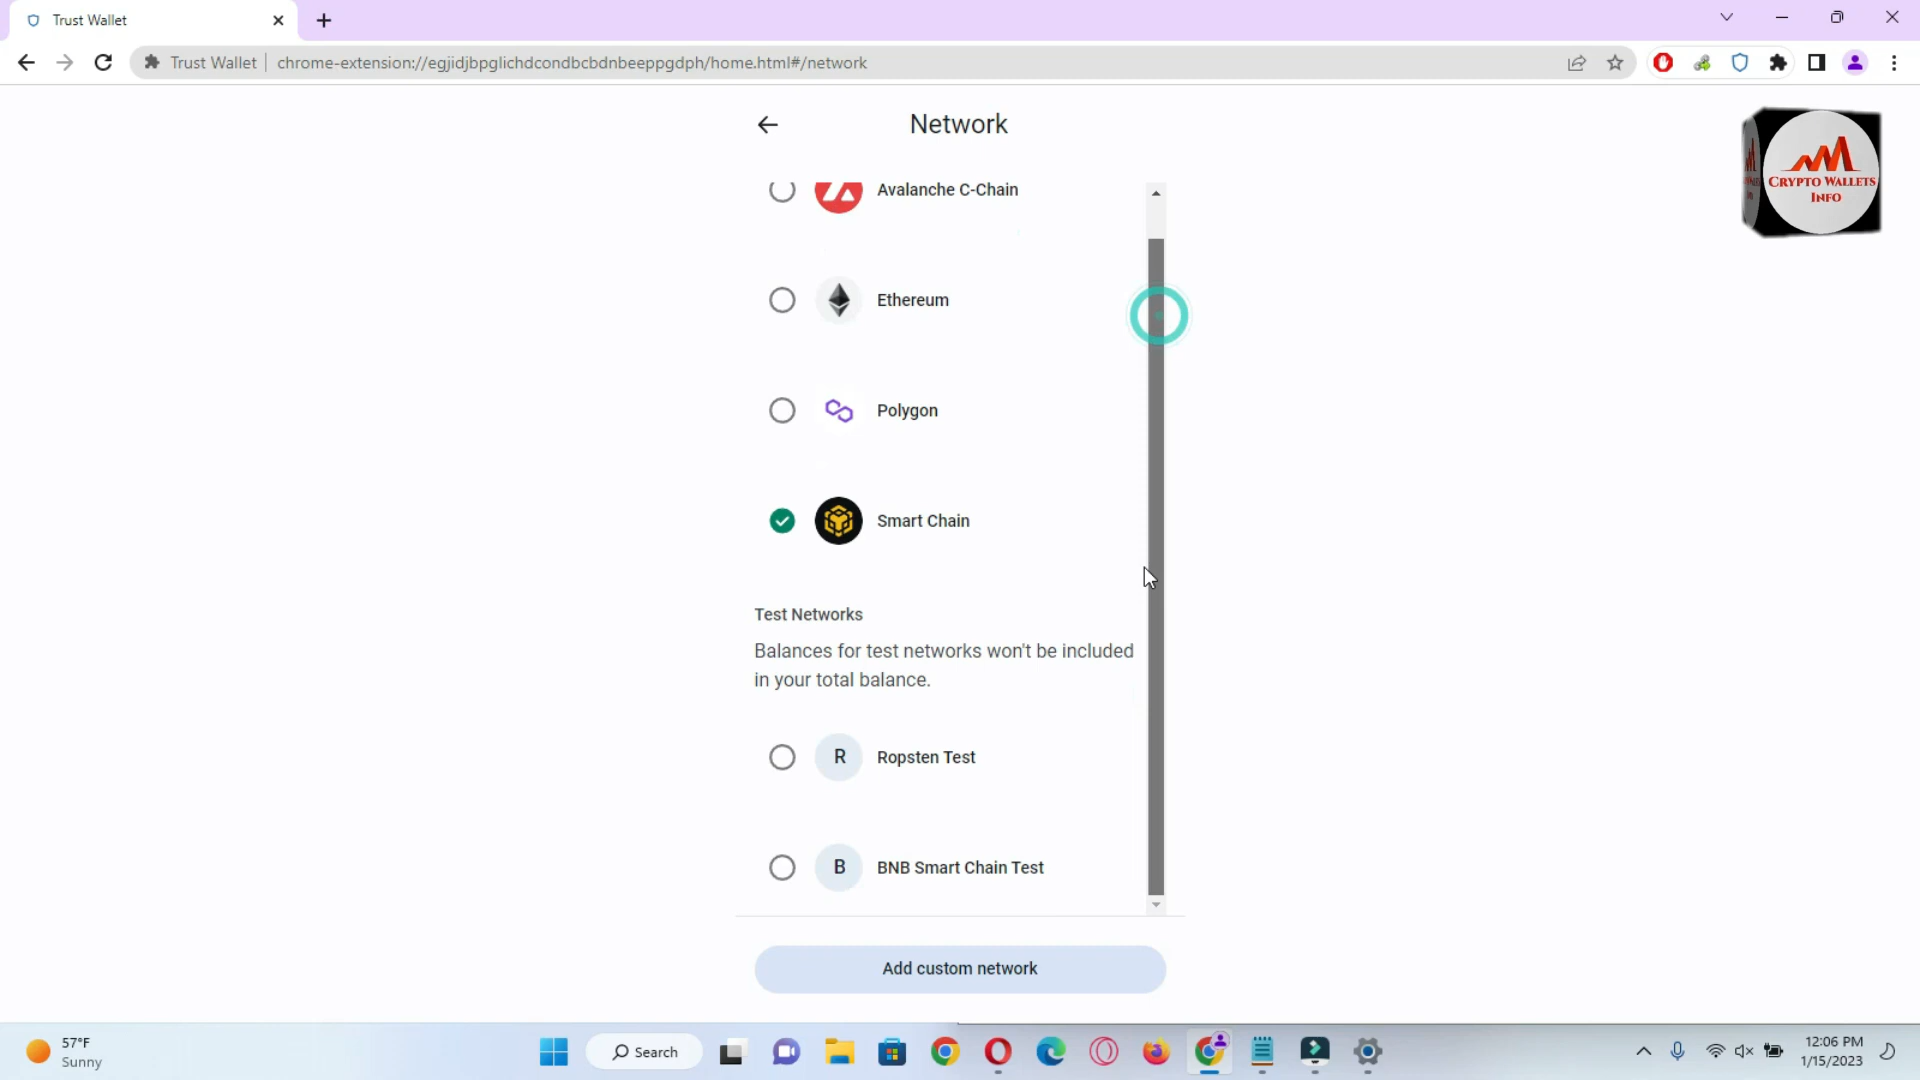 Trust Wallet
Trust Wallet | chrome-extension://egjidjbpglichdcondbcbdnbeeppgdph/home.html#/network
Network
CRYPTO WALLETS
INFO
Avalanche C-Chain
Ethereum
Polygon
Smart Chain
Test Networks
Balances for test networks won't be included
in your total balance.
R Ropsten Test
B BNB Smart Chain Test
Add custom network
57°F
Sunny
Search
12:06 PM
1/15/2023